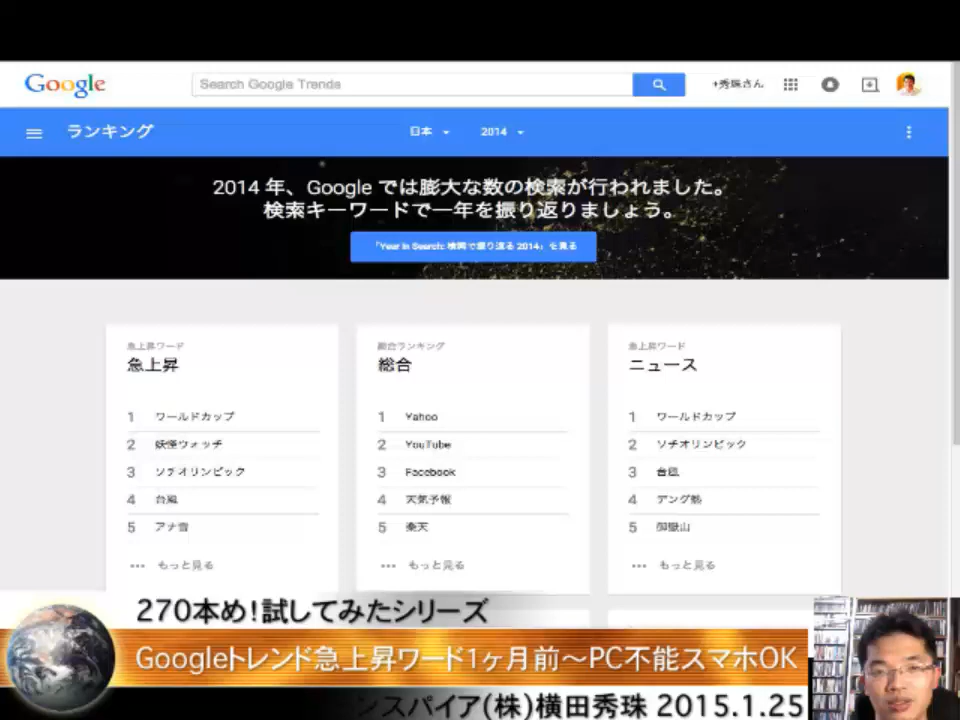 Google
Search Google Trends
+秀珠さん
ランキング
日本
2014
2014 年、Google では膨大な数の検索が行われました。
検索キーワードで一年を振り返りましょう。
「Year in Search: 検索で振り返る 2014」を見る
急上昇ワード
急上昇
1 ワールドカップ
2 妖怪ウォッチ
3 ソチオリンピック
4 台風
5 アナ雪
もっと見る
総合ランキング
総合
1 Yahoo
2 YouTube
3 Facebook
4 天気予報
5 楽天
もっと見る
急上昇ワード
ニュース
1 ワールドカップ
2 ソチオリンピック
3 台風
4 デング熱
5 御嶽山
もっと見る
270本め!試してみたシリーズ
Googleトレンド急上昇ワード1ヶ月前～PC不能スマホOK
ンスパイア(株)横田秀珠 2015.1.25